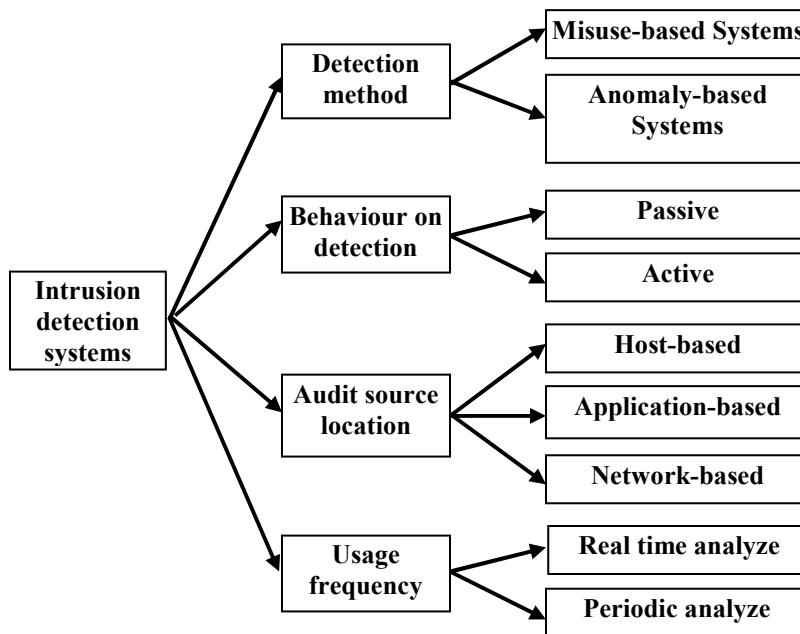 Intrusion
detection
systems
Detection
method
Misuse-based Systems
Anomaly-based
Systems
Behaviour on
detection
Passive
Active
Audit source
location
Host-based
Application-based
Network-based
Usage
frequency
Real time analyze
Periodic analyze